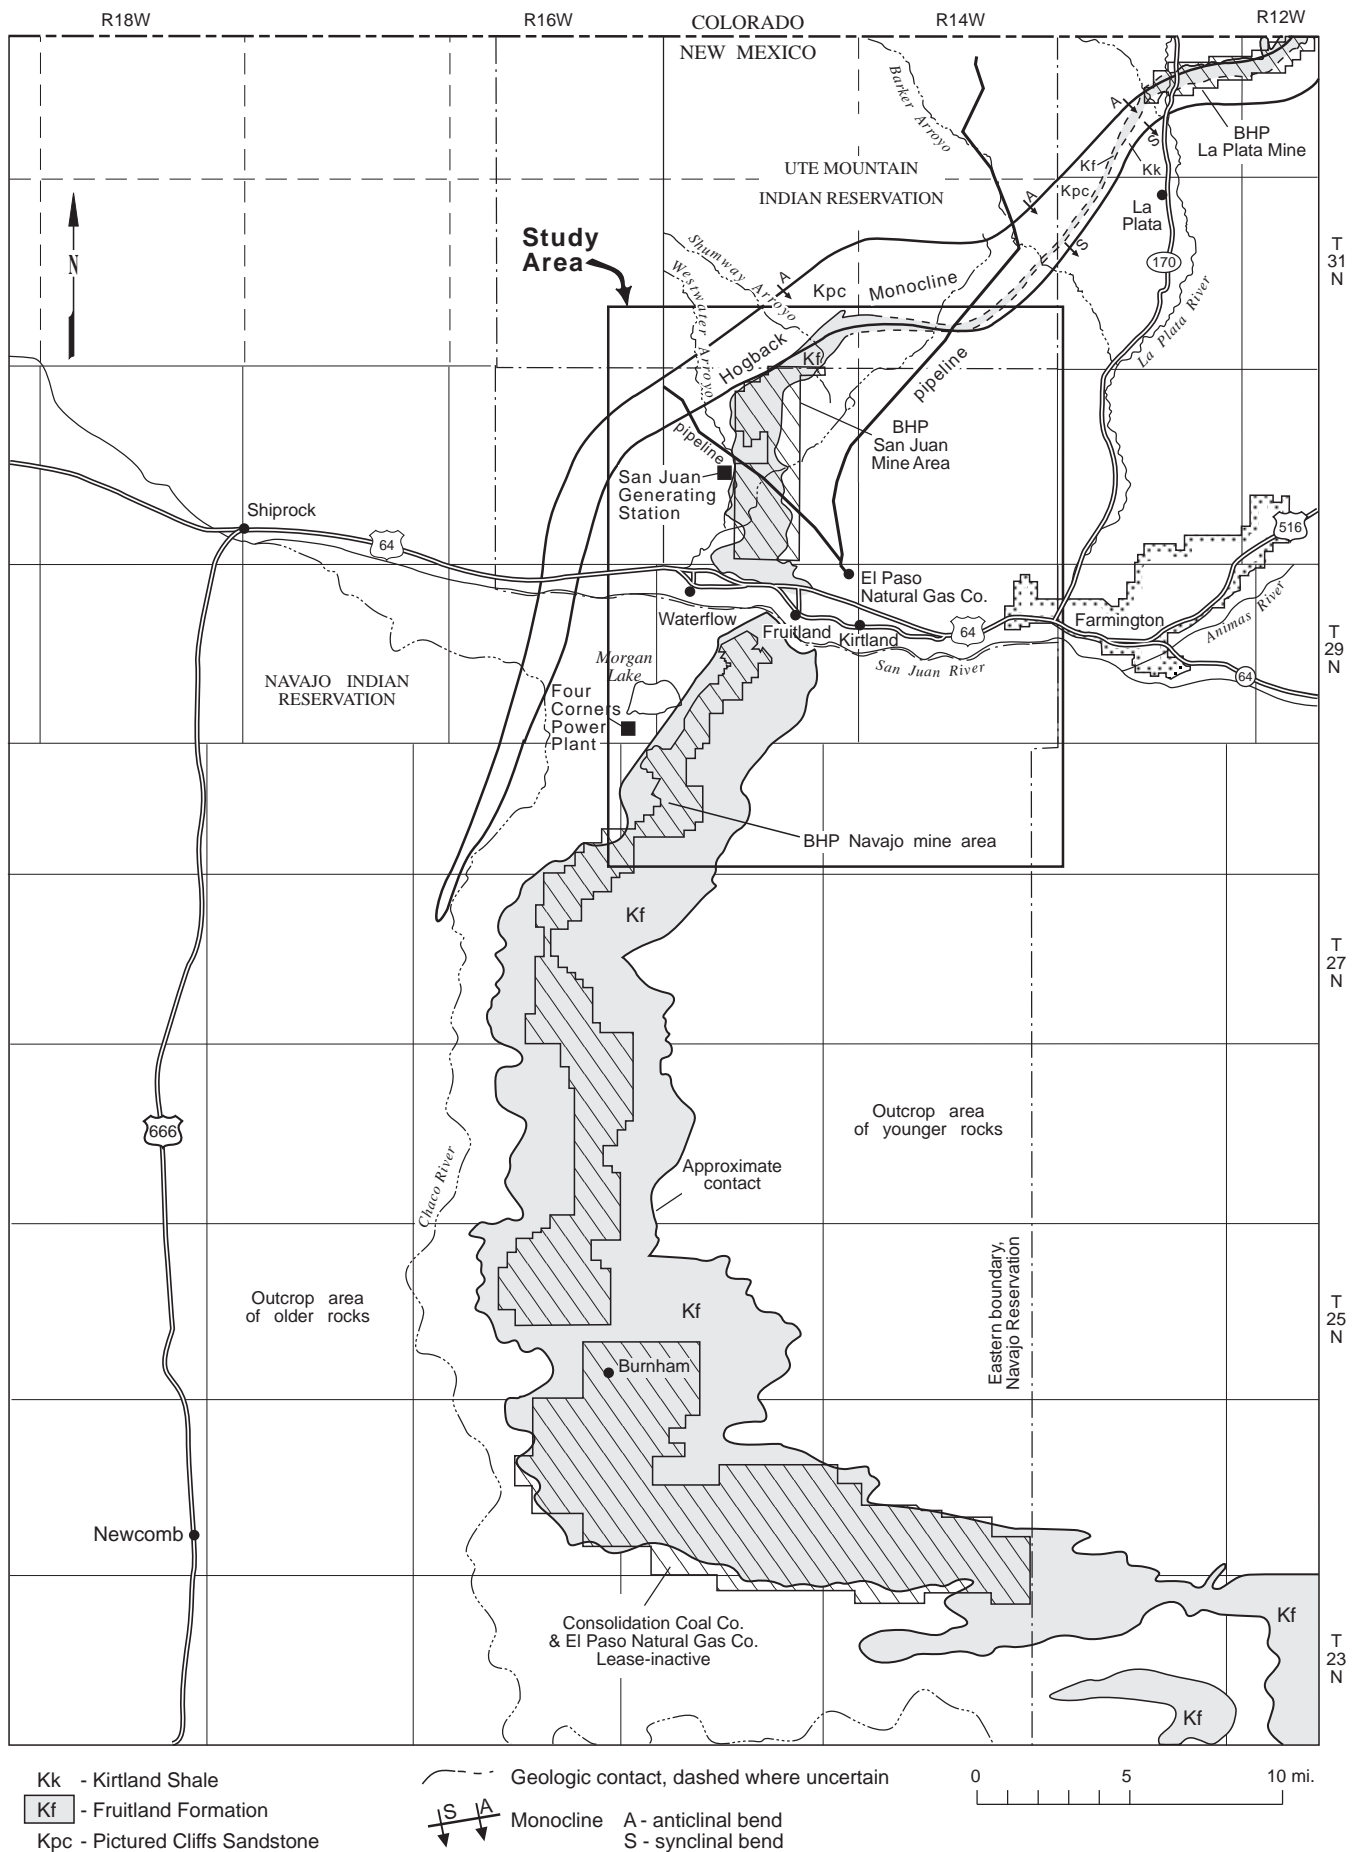 R18W
R16W
COLORADO
R14W
R12W
NEW MEXICO
Barker Arroyo
A
S
BHP
La Plata Mine
UTE MOUNTAIN
INDIAN RESERVATION
Kf
Kk
Kpc
A
La
Plata
S
T
31
N
170
N
Study
Area
Shumway Arroyo
Westwater Arroyo
A
Kpc
Monocline
La Plata River
Hogback
Kf
pipeline
pipeline
BHP
San Juan
Mine Area
San Juan
Generating
Station
Shiprock
64
516
El Paso
Natural Gas Co.
Waterflow
Fruitland
Kirtland
64
Farmington
Animas River
T
29
N
San Juan River
64
Morgan
Lake
NAVAJO INDIAN
RESERVATION
Four
Corners
Power
Plant
BHP Navajo mine area
Kf
T
27
N
666
Outcrop area
of younger rocks
Chaco River
Approximate
contact
Eastern boundary,
Navajo Reservation
Outcrop area
of older rocks
Kf
T
25
N
Burnham
Newcomb
Consolidation Coal Co.
& El Paso Natural Gas Co.
Lease-inactive
Kf
T
23
N
Kf
Kk - Kirtland Shale
Kf - Fruitland Formation
Kpc - Pictured Cliffs Sandstone
Geologic contact, dashed where uncertain
S A
Monocline
A - anticlinal bend
S - synclinal bend
0 5 10 mi.